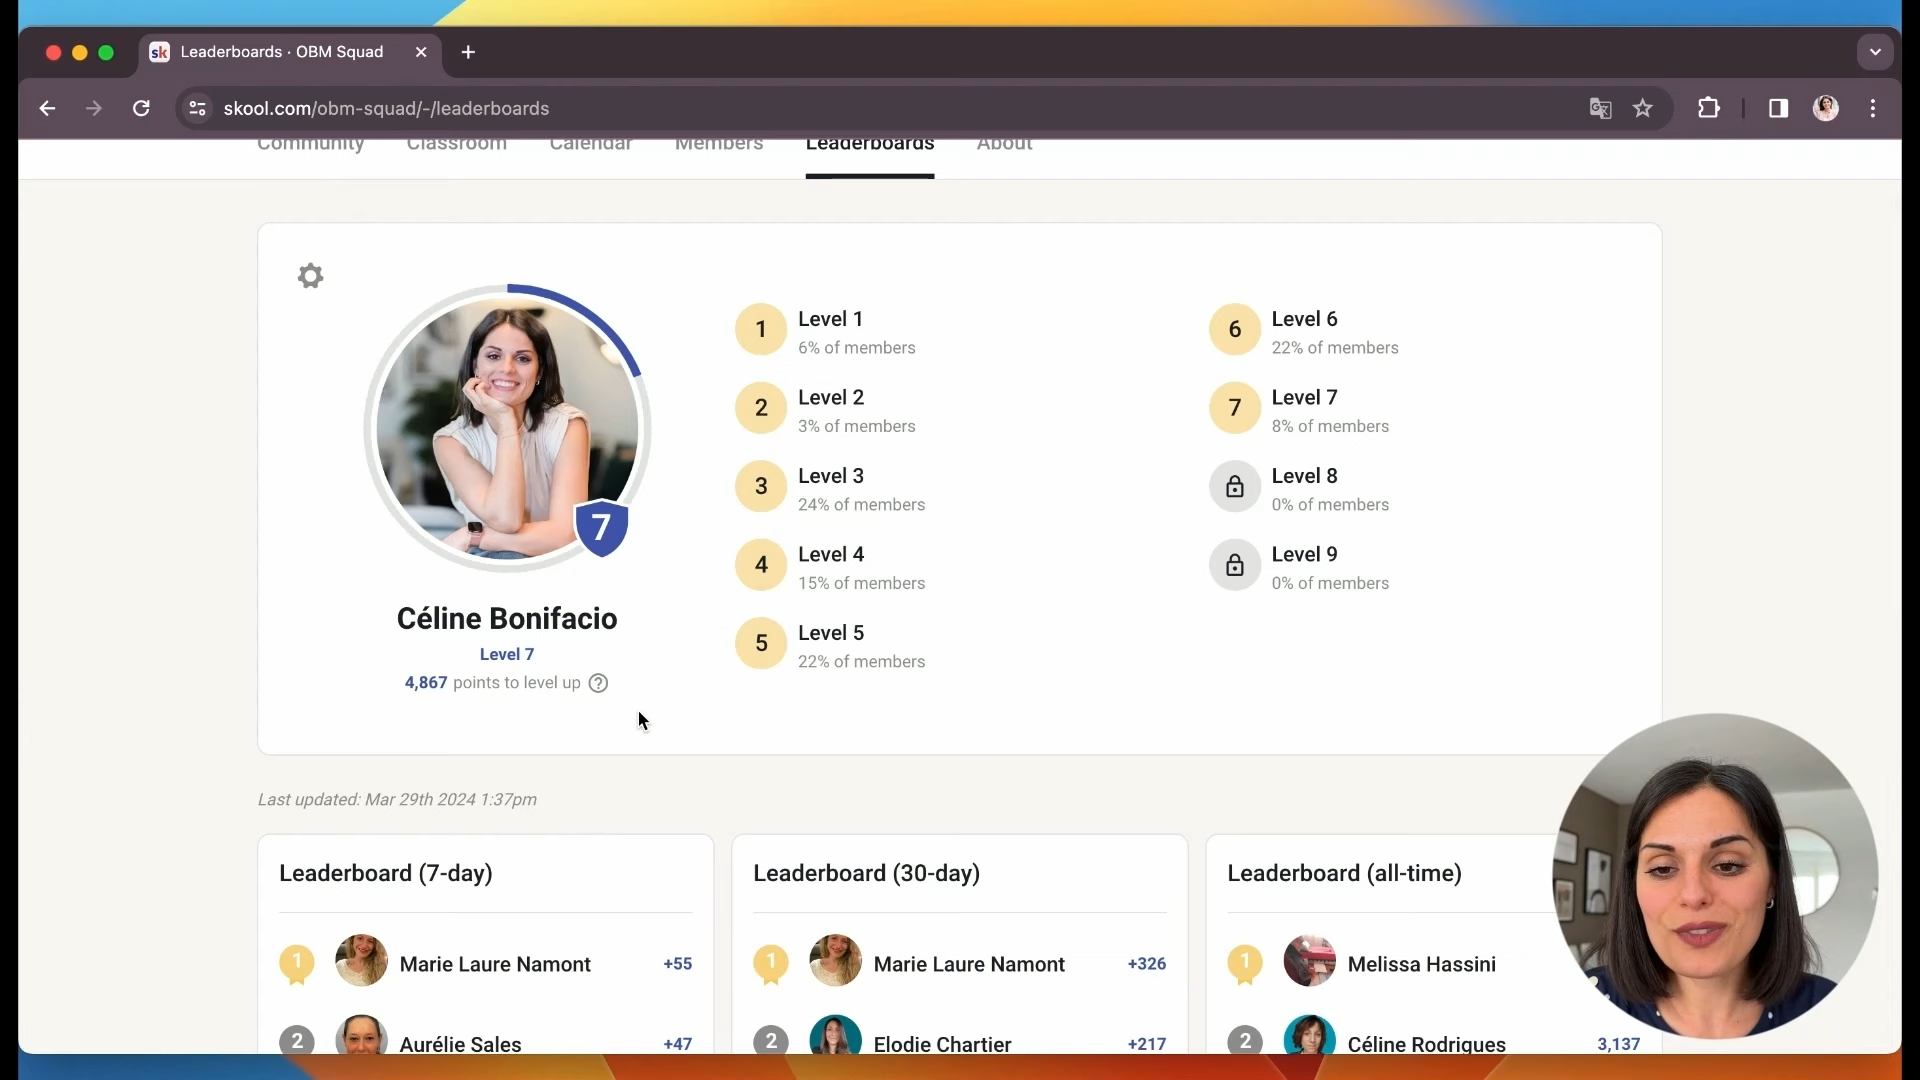 sk Leaderboards · OBM Squad
skool.com/obm-squad/-/leaderboards
Community Classroom Calendar Members Leaderboards About
7
Céline Bonifacio
Level 7
4,867 points to level up ?
1 Level 1
6% of members
2 Level 2
3% of members
3 Level 3
24% of members
4 Level 4
15% of members
5 Level 5
22% of members
6 Level 6
22% of members
7 Level 7
8% of members
Level 8
0% of members
Level 9
0% of members
Last updated: Mar 29th 2024 1:37pm
Leaderboard (7-day)
1 Marie Laure Namont +55
2 Aurélie Sales +47
Leaderboard (30-day)
1 Marie Laure Namont +326
2 Elodie Chartier +217
Leaderboard (all-time)
1 Melissa Hassini
2 Céline Rodrigues 3,137